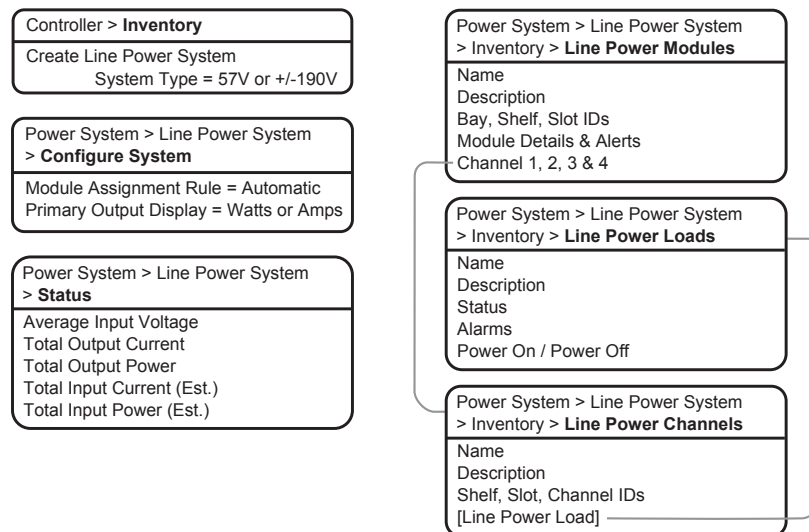 Controller > Inventory
Create Line Power System
System Type = 57V or +/-190V
Power System > Line Power System
> Configure System
Module Assignment Rule = Automatic
Primary Output Display = Watts or Amps
Power System > Line Power System
> Status
Average Input Voltage
Total Output Current
Total Output Power
Total Input Current (Est.)
Total Input Power (Est.)
Power System > Line Power System
> Inventory > Line Power Modules
Name
Description
Bay, Shelf, Slot IDs
Module Details & Alerts
Channel 1, 2, 3 & 4
Power System > Line Power System
> Inventory > Line Power Loads
Name
Description
Status
Alarms
Power On / Power Off
Power System > Line Power System
> Inventory > Line Power Channels
Name
Description
Shelf, Slot, Channel IDs
[Line Power Load]